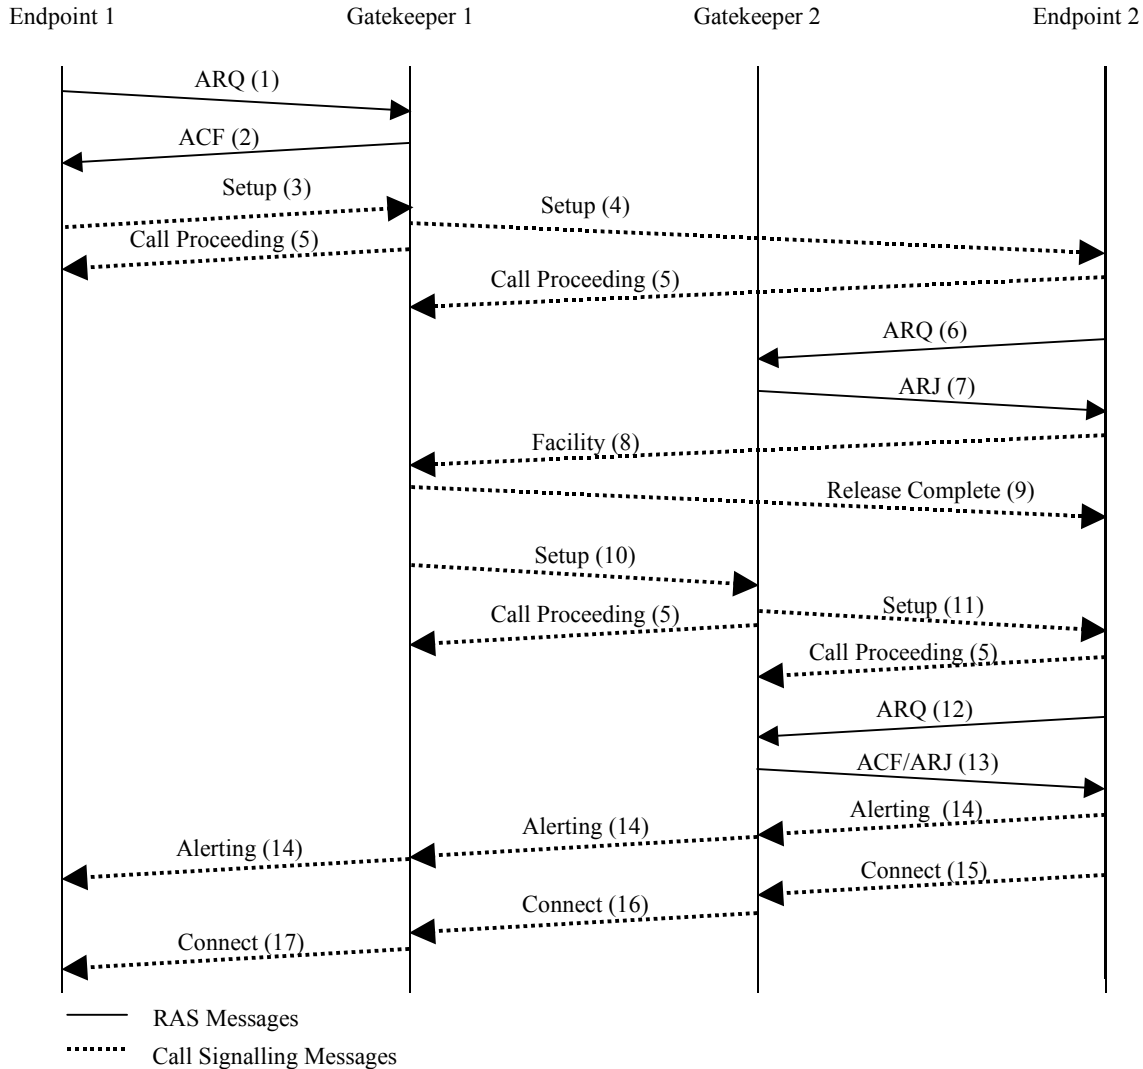 Endpoint 1 Gatekeeper 1 Gatekeeper 2 Endpoint 2
ARQ (1)
ACF (2)
Setup (3)
Setup (4)
Call Proceeding (5)
Call Proceeding (5)
ARQ (6)
ARJ (7)
Facility (8)
Release Complete (9)
Setup (10)
Setup (11)
Call Proceeding (5)
Call Proceeding (5)
ARQ (12)
ACF/ARJ (13)
Alerting (14)
Alerting (14)
Alerting (14)
Connect (15)
Connect (16)
Connect (17)
RAS Messages
Call Signalling Messages